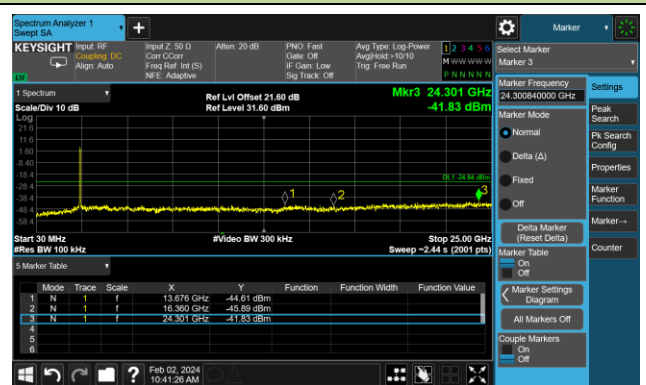 Spectrum Analyzer 1
Swept SA
Marker
KEYSIGHT
Input: RF
Coupling: DC
Align: Auto
Input Z: 50 Ω
Corr CCorr
Freq Ref: Int (S)
NFE: Adaptive
Atten: 20 dB
PNO: Fast
Gate: Off
IF Gain: Low
Sig Track: Off
Avg Type: Log-Power
Avg|Hold:>10/10
Trig: Free Run
1 2 3 4 5 6
M W W W W W
P N N N N N
LXI
Select Marker
Marker 3
1 Spectrum
Scale/Div 10 dB
Log
Ref Lvl Offset 21.60 dB
Ref Level 31.60 dBm
Mkr3 24.301 GHz
-41.83 dBm
21.6
11.6
1.60
-8.40
-18.4
-28.4
-38.4
-48.4
-58.4
1
2
3
Start 30 MHz
#Res BW 100 kHz
#Video BW 300 kHz
Stop 25.00 GHz
Sweep ~2.44 s (2001 pts)
5 Marker Table
Mode Trace Scale X Y Function Function Width Function Value
1 N 1 f 13.676 GHz -44.61 dBm
2 N 1 f 16.360 GHz -45.89 dBm
3 N 1 f 24.301 GHz -41.83 dBm
4
5
6
Marker Frequency
24.300840000 GHz
Marker Mode
Normal
Delta (Δ)
Fixed
Off
Delta Marker
(Reset Delta)
Marker Table
On
Off
Marker Settings
Diagram
All Markers Off
Couple Markers
On
Off
Settings
Peak
Search
Pk Search
Config
Properties
Marker
Function
Marker→
Counter
Feb 02, 2024
10:41:26 AM